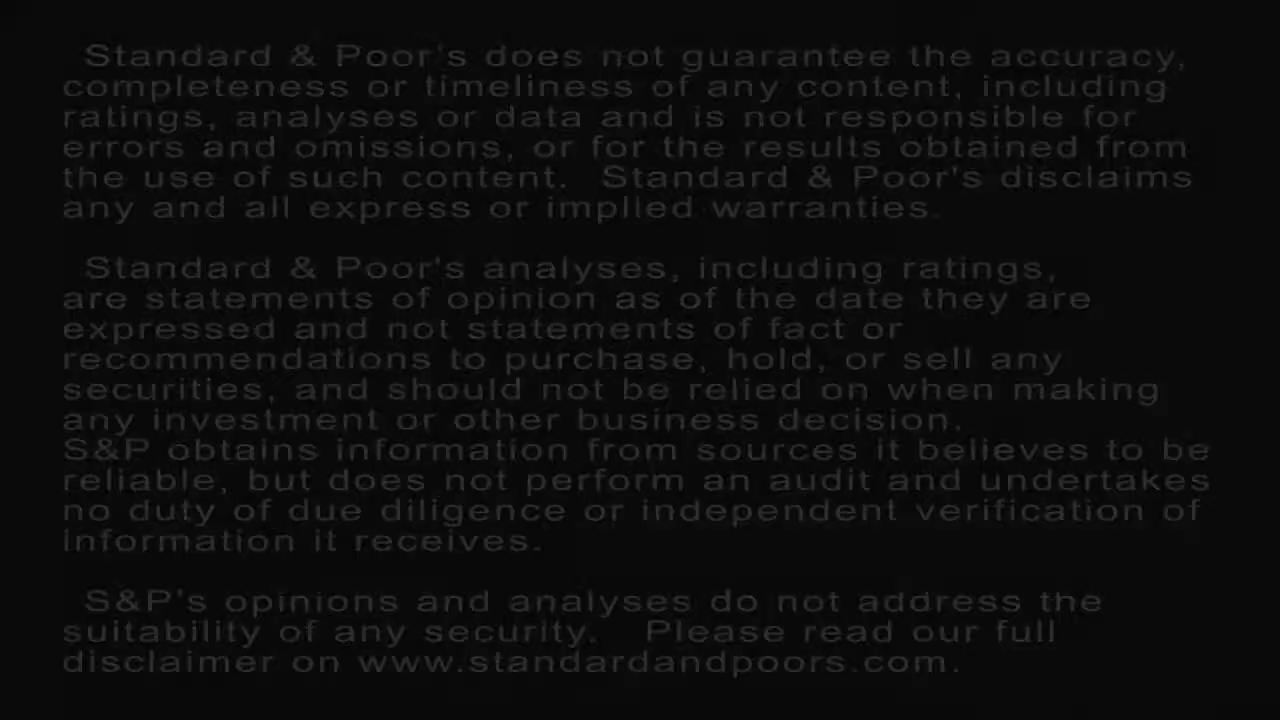 Standard & Poor's does not guarantee the accuracy,
completeness or timeliness of any content, including
ratings, analyses or data and is not responsible for
errors and omissions, or for the results obtained from
the use of such content.  Standard & Poor's disclaims
any and all express or implied warranties.
Standard & Poor's analyses, including ratings,
are statements of opinion as of the date they are
expressed and not statements of fact or
recommendations to purchase, hold, or sell any
securities, and should not be relied on when making
any investment or other business decision.
S&P obtains information from sources it believes to be
reliable, but does not perform an audit and undertakes
no duty of due diligence or independent verification of
information it receives.
S&P's opinions and analyses do not address the
suitability of any security.   Please read our full
disclaimer on www.standardandpoors.com.